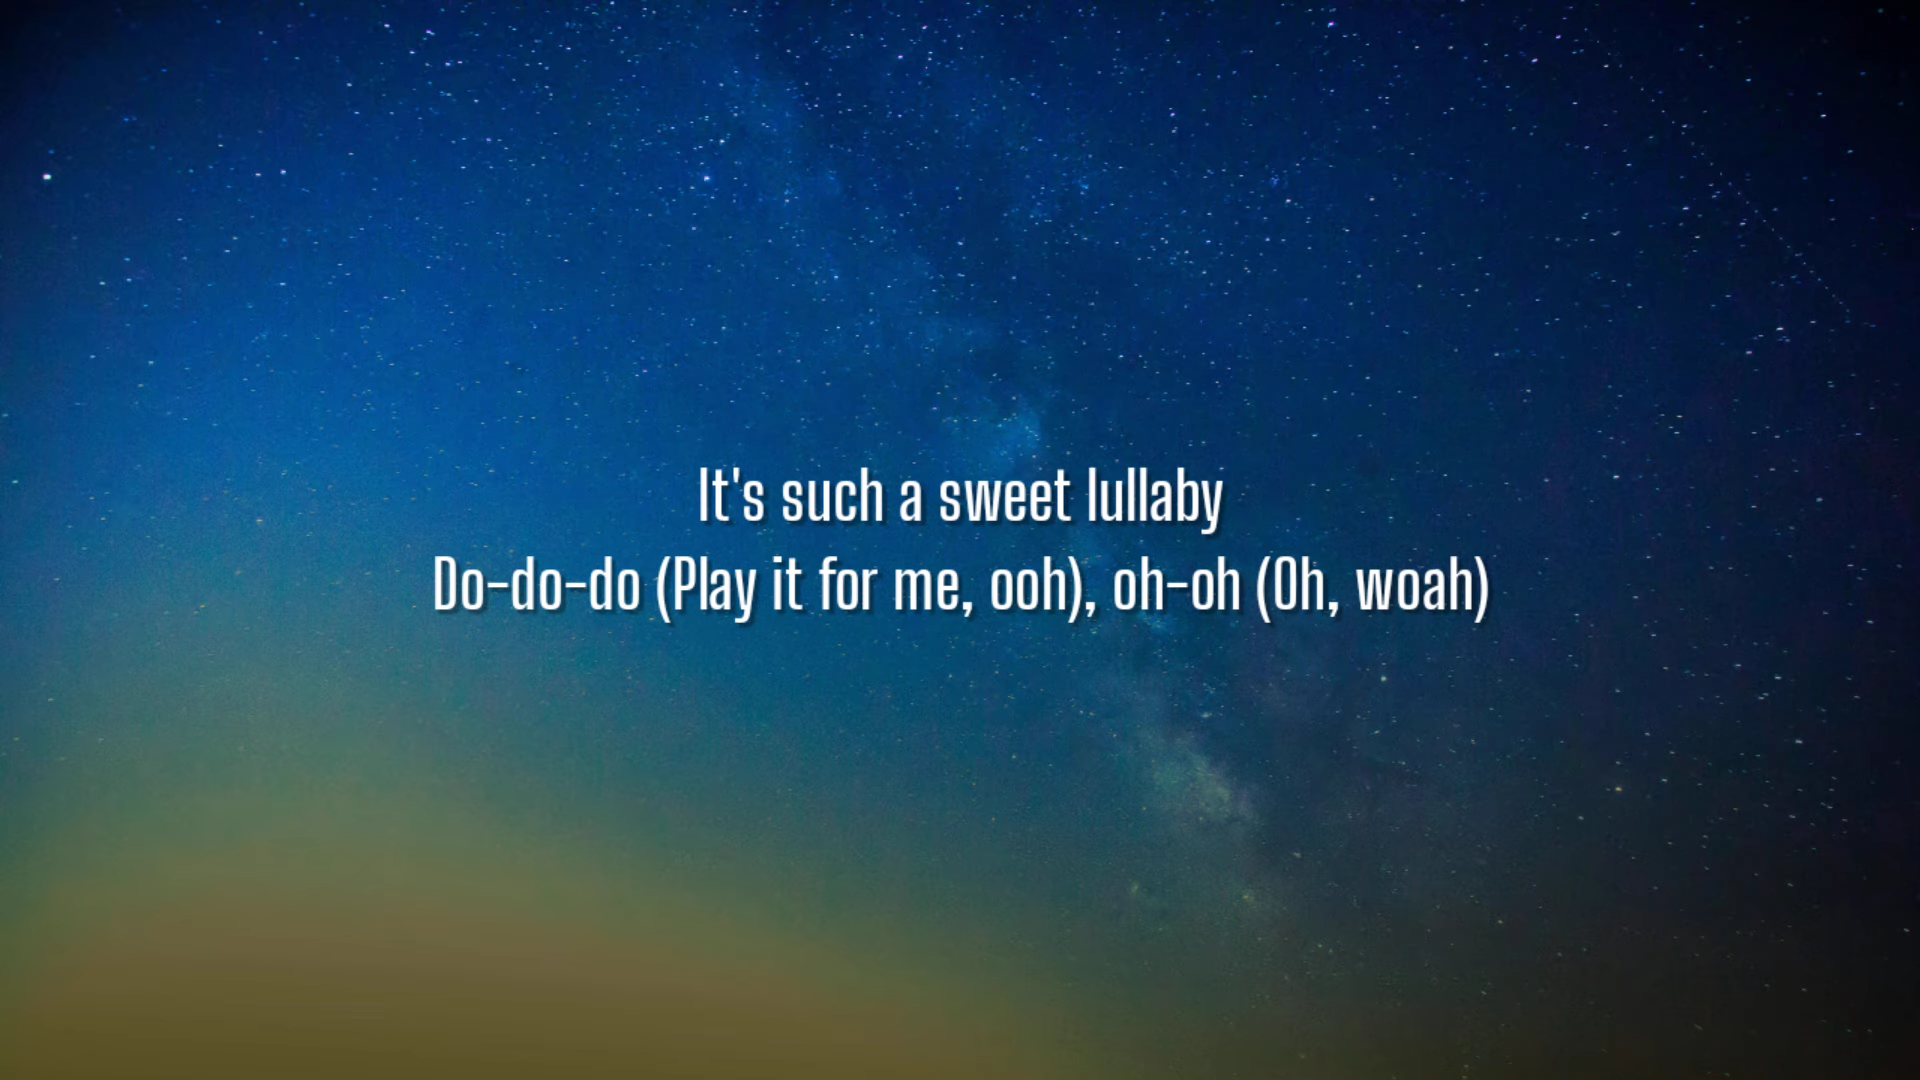 It's such a sweet lullaby
Do-do-do (Play it for me, ooh), oh-oh (Oh, woah)